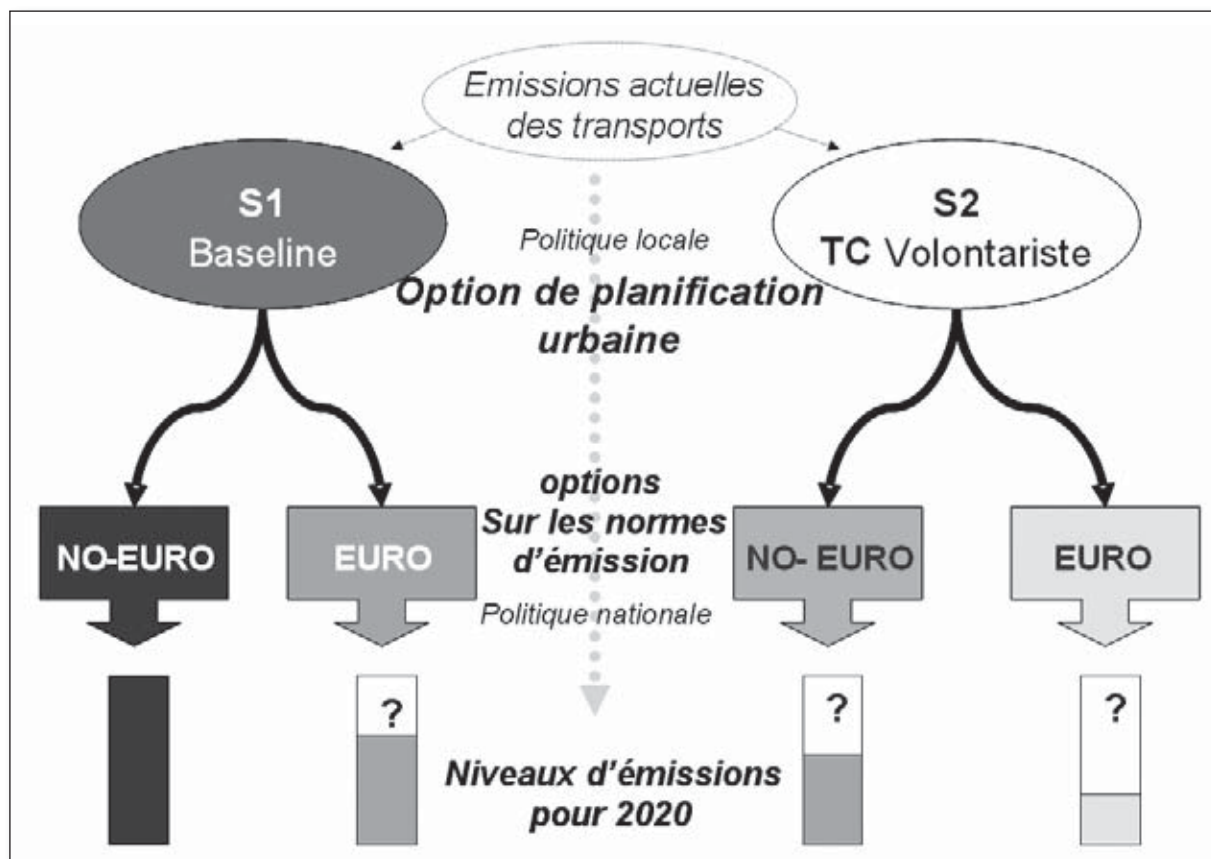 Emissions actuelles
des transports
S1
Baseline
S2
TC Volontariste
Politique locale
Option de planification
urbaine
options
Sur les normes
d'émission
Politique nationale
NO-EURO
EURO
NO- EURO
EURO
?
?
?
Niveaux d'émissions
pour 2020